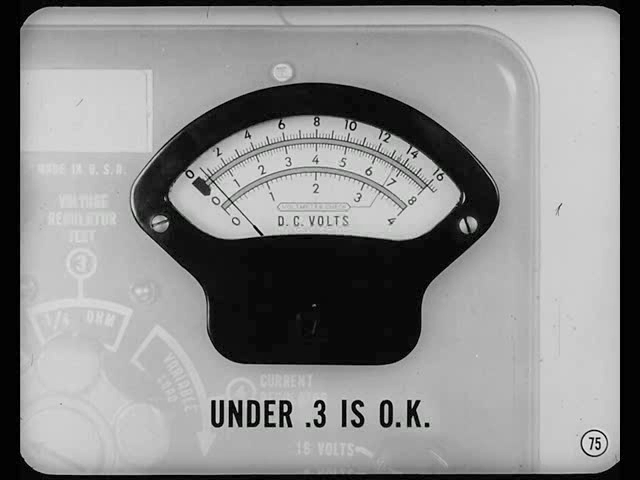 MADE IN U.S.A.
VOLTAGE
REGULATOR
TEST
3
1/4 OHM
VARIABLE
0 2 4 6 8 10 12 14 16
0 1 2 3 4 5 6 7 8
0 1 2 3 4
D.C. VOLTS
CURRENT
UNDER .3 IS O.K.
16 VOLTS
75